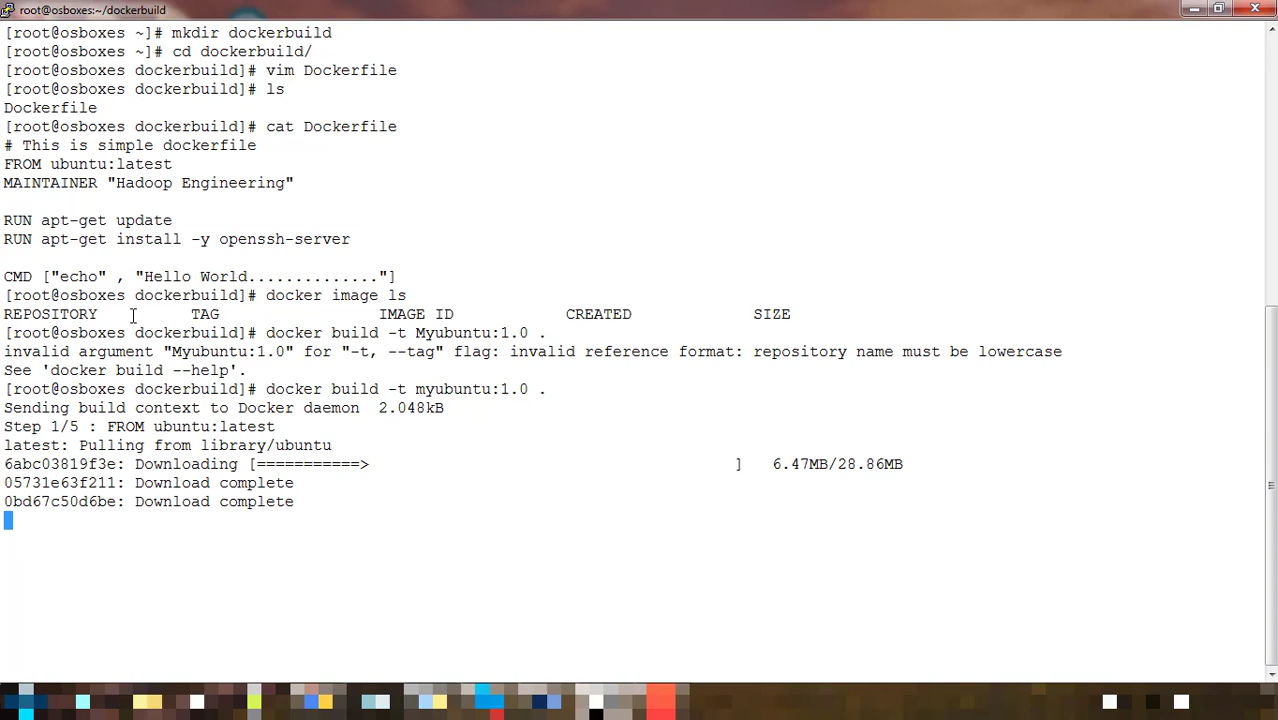 root@osboxes:~/dockerbuild
[root@osboxes ~]# mkdir dockerbuild
[root@osboxes ~]# cd dockerbuild/
[root@osboxes dockerbuild]# vim Dockerfile
[root@osboxes dockerbuild]# ls
Dockerfile
[root@osboxes dockerbuild]# cat Dockerfile
# This is simple dockerfile
FROM ubuntu:latest
MAINTAINER "Hadoop Engineering"
RUN apt-get update
RUN apt-get install -y openssh-server
CMD ["echo" , "Hello World.............."]
[root@osboxes dockerbuild]# docker image ls
REPOSITORY          TAG                 IMAGE ID            CREATED             SIZE
[root@osboxes dockerbuild]# docker build -t Myubuntu:1.0 .
invalid argument "Myubuntu:1.0" for "-t, --tag" flag: invalid reference format: repository name must be lowercase
See 'docker build --help'.
[root@osboxes dockerbuild]# docker build -t myubuntu:1.0 .
Sending build context to Docker daemon  2.048kB
Step 1/5 : FROM ubuntu:latest
latest: Pulling from library/ubuntu
6abc03819f3e: Downloading [===========>                                       ]   6.47MB/28.86MB
05731e63f211: Download complete
0bd67c50d6be: Download complete